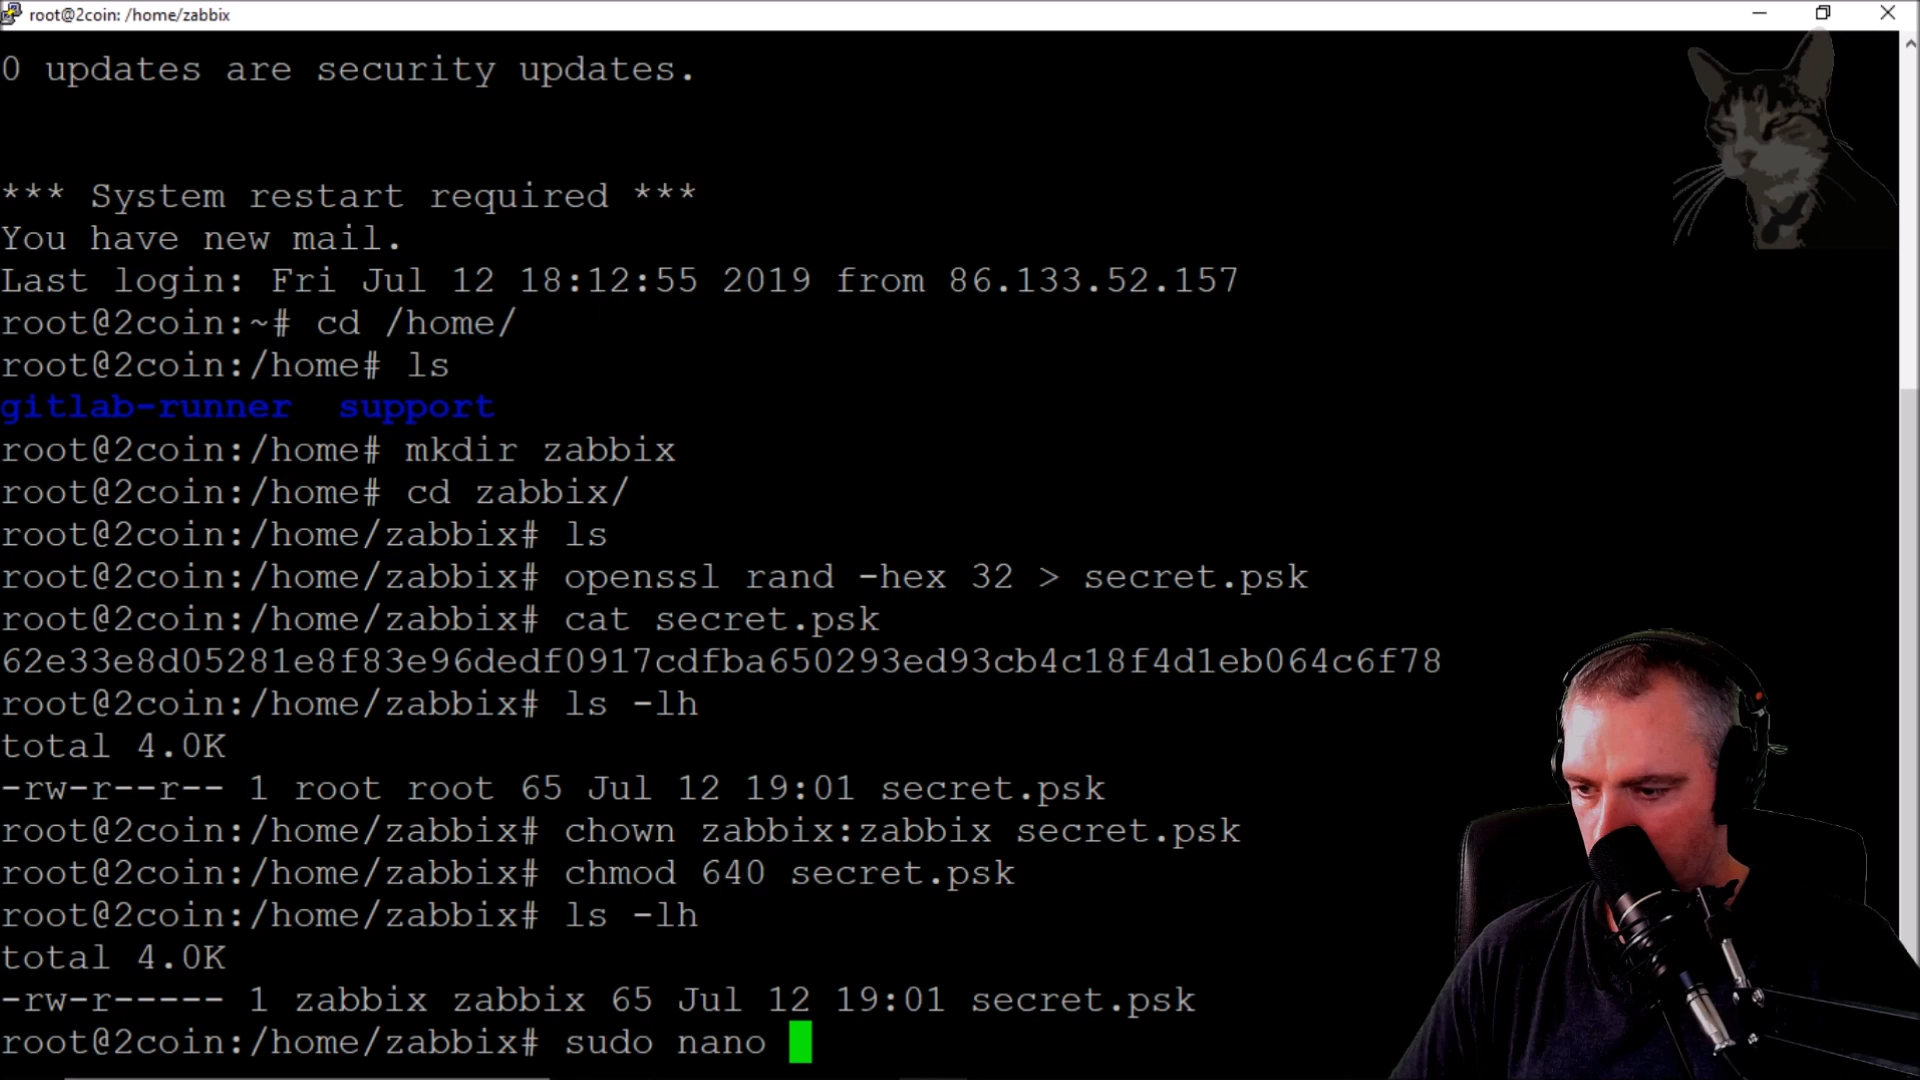 root@2coin: /home/zabbix
0 updates are security updates.
*** System restart required ***
You have new mail.
Last login: Fri Jul 12 18:12:55 2019 from 86.133.52.157
root@2coin:~# cd /home/
root@2coin:/home# ls
gitlab-runner  support
root@2coin:/home# mkdir zabbix
root@2coin:/home# cd zabbix/
root@2coin:/home/zabbix# ls
root@2coin:/home/zabbix# openssl rand -hex 32 > secret.psk
root@2coin:/home/zabbix# cat secret.psk
62e33e8d05281e8f83e96dedf0917cdfba650293ed93cb4c18f4d1eb064c6f78
root@2coin:/home/zabbix# ls -lh
total 4.0K
-rw-r--r-- 1 root root 65 Jul 12 19:01 secret.psk
root@2coin:/home/zabbix# chown zabbix:zabbix secret.psk
root@2coin:/home/zabbix# chmod 640 secret.psk
root@2coin:/home/zabbix# ls -lh
total 4.0K
-rw-r----- 1 zabbix zabbix 65 Jul 12 19:01 secret.psk
root@2coin:/home/zabbix# sudo nano